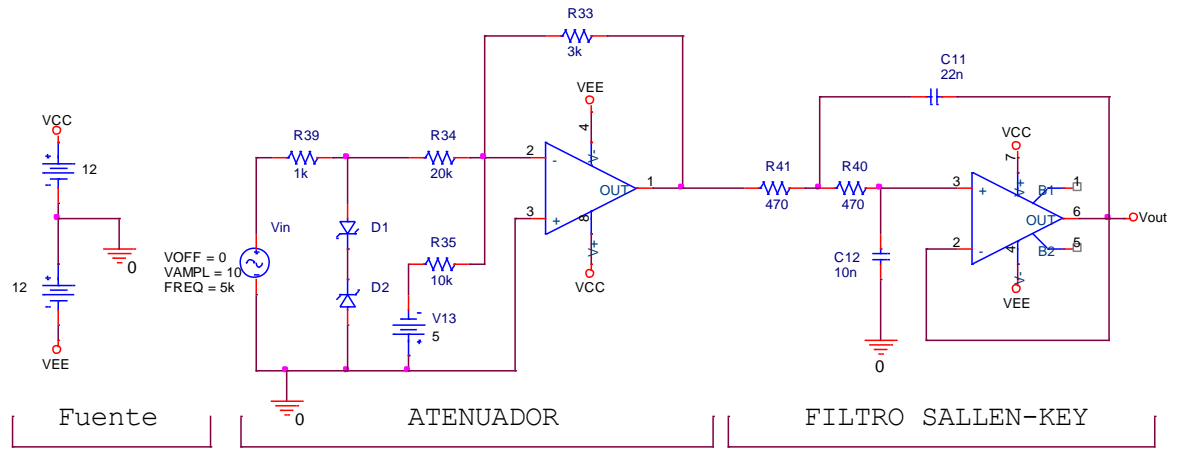 R33
3k
C11
22n
VEE
4
V-
VCC
R39
1k
R34
20k
2
-
OUT
1
3
+
8
V+
VCC
12
R41
470
R40
470
VCC
7
V+
3
+
B1
1
OUT
6
Vout
2
-
4
V-
B2
5
VEE
Vin
VOFF = 0
VAMPL = 10
FREQ = 5k
D1
D2
R35
10k
C12
10n
0
0
12
VEE
V13
5
0
0
Fuente
ATENUADOR
FILTRO SALLEN-KEY